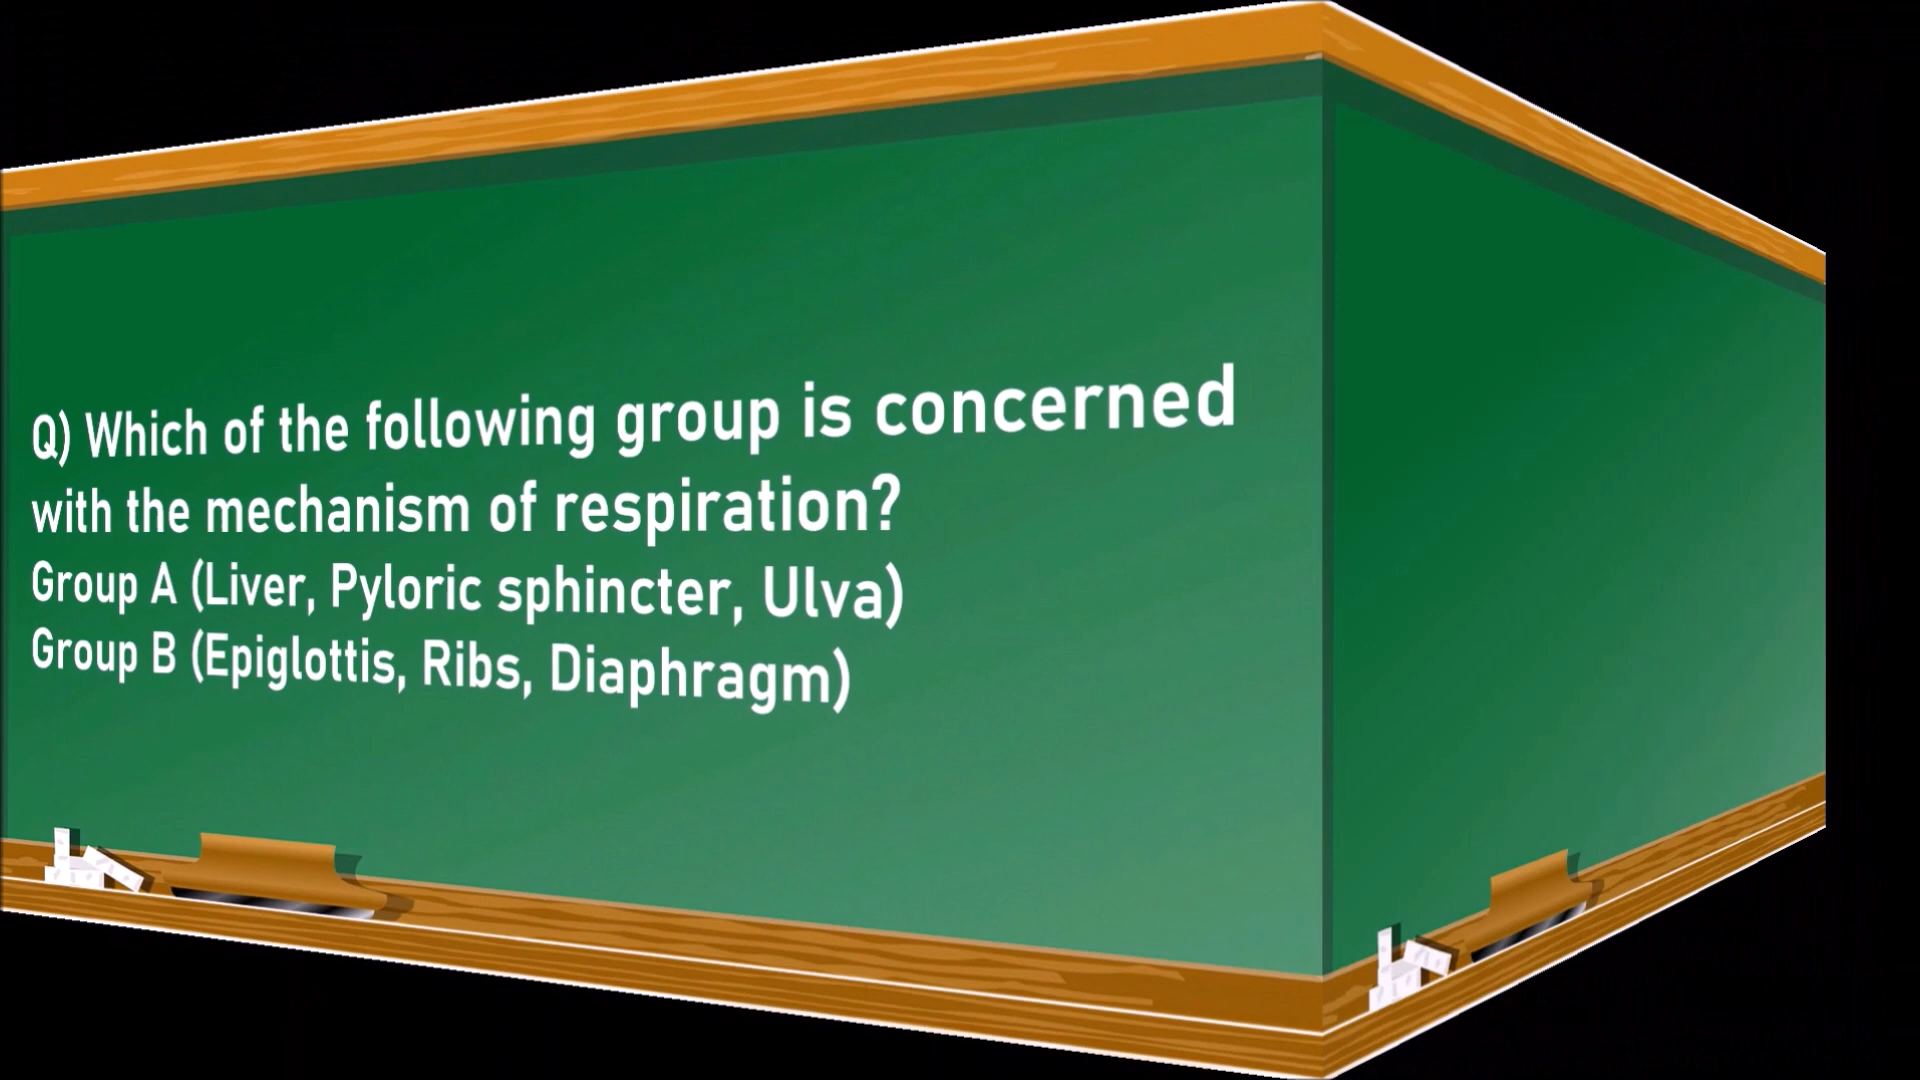 Q) Which of the following group is concerned
with the mechanism of respiration?
Group A (Liver, Pyloric sphincter, Ulva)
Group B (Epiglottis, Ribs, Diaphragm)